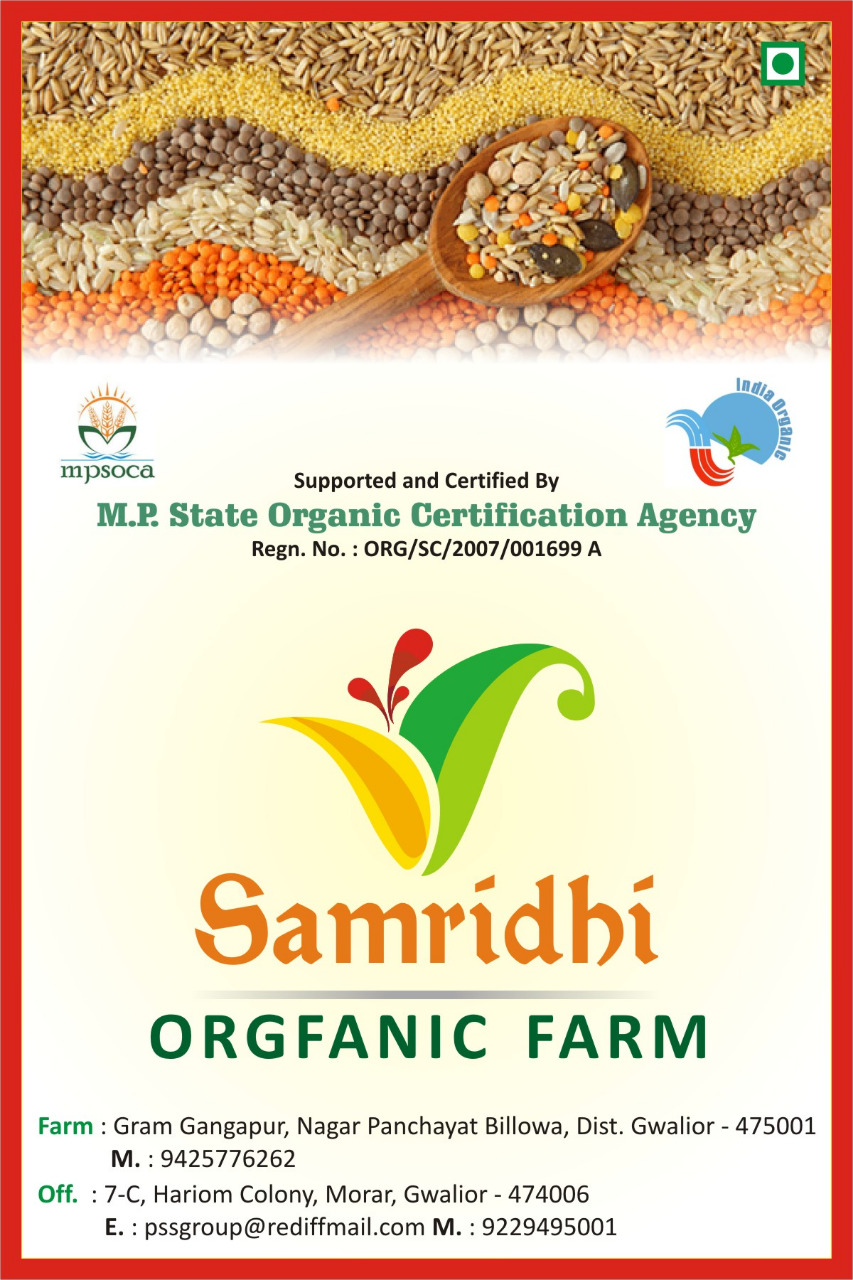 India Organic
mpsoca
Supported and Certified By
M.P. State Organic Certification Agency
Regn. No. : ORG/SC/2007/001699 A
Samridhi
ORGFANIC FARM
Farm : Gram Gangapur, Nagar Panchayat Billowa, Dist. Gwalior - 475001
M. : 9425776262
Off. : 7-C, Hariom Colony, Morar, Gwalior - 474006
E. : pssgroup@rediffmail.com M. : 9229495001